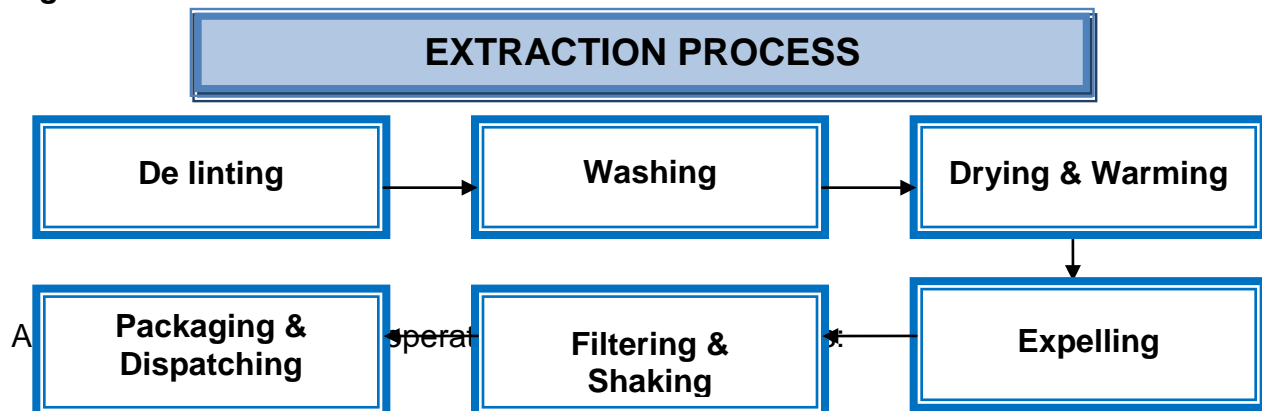 EXTRACTION PROCESS
De linting
Washing
Drying & Warming
Packaging &
Dispatching
Filtering &
Shaking
Expelling
A